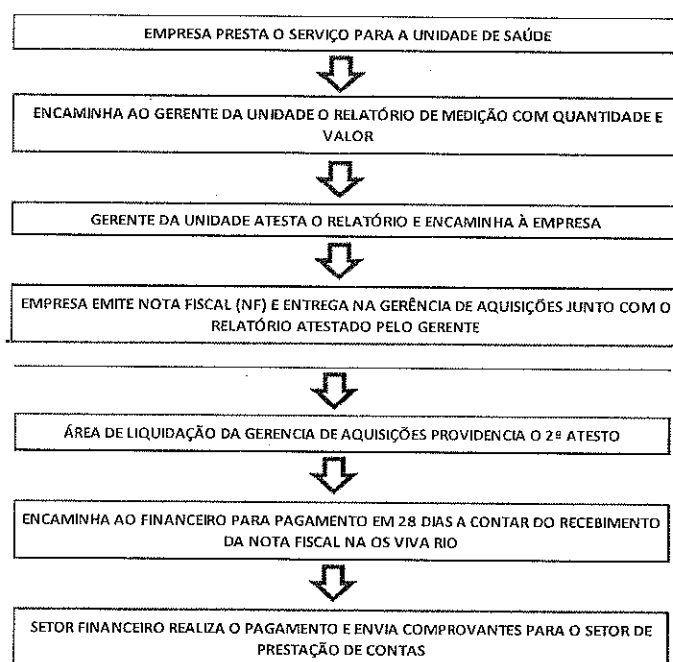 EMPRESA PRESTA O SERVIÇO PARA A UNIDADE DE SAÚDE
ENCAMINHA AO GERENTE DA UNIDADE O RELATÓRIO DE MEDIÇÃO COM QUANTIDADE E
VALOR
GERENTE DA UNIDADE ATESTA O RELATÓRIO E ENCAMINHA À EMPRESA
EMPRESA EMITE NOTA FISCAL (NF) E ENTREGA NA GERÊNCIA DE AQUISIÇÕES JUNTO COM O
RELATÓRIO ATESTADO PELO GERENTE
ÁREA DE LIQUIDAÇÃO DA GERENCIA DE AQUISIÇÕES PROVIDENCIA O 2º ATESTO
ENCAMINHA AO FINANCEIRO PARA PAGAMENTO EM 28 DIAS A CONTAR DO RECEBIMENTO
DA NOTA FISCAL NA OS VIVA RIO
SETOR FINANCEIRO REALIZA O PAGAMENTO E ENVIA COMPROVANTES PARA O SETOR DE
PRESTAÇÃO DE CONTAS